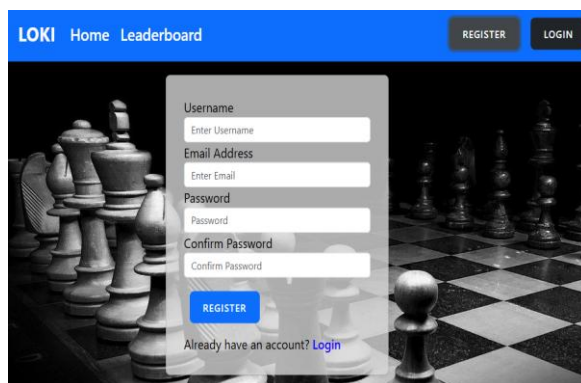 LOKI Home Leaderboard REGISTER LOGIN
Username
Enter Username
Email Address
Enter Email
Password
Password
Confirm Password
Confirm Password
REGISTER
Already have an account? Login